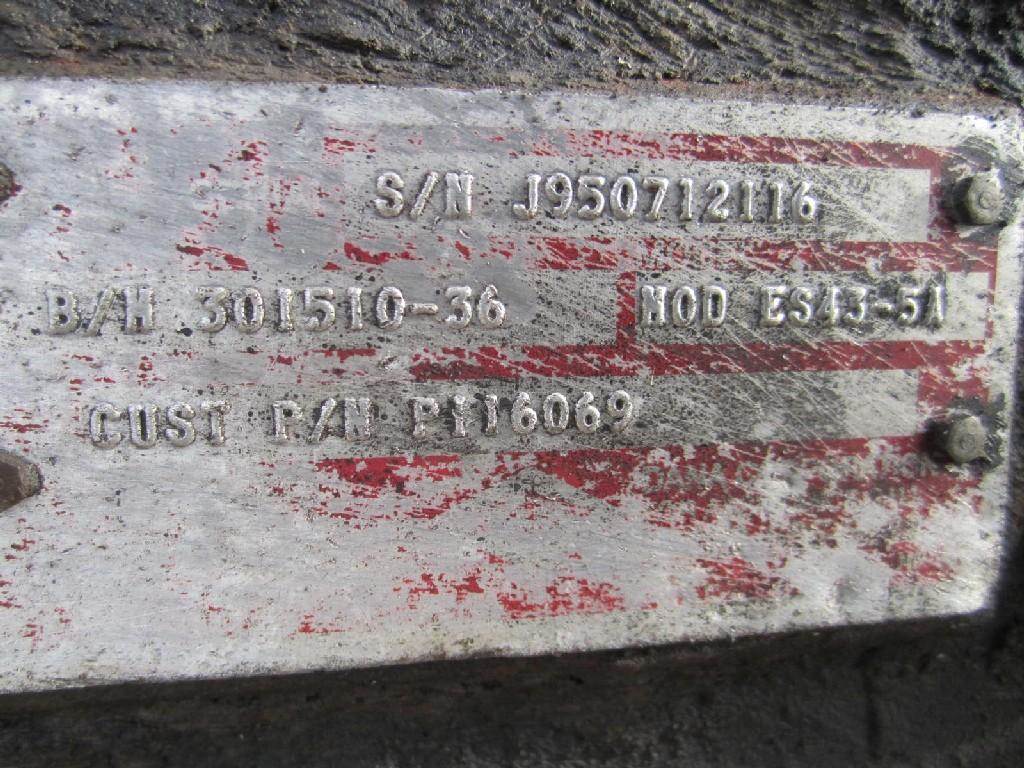 S/N J950712116
B/M 301510-36 MOD ES43-5A
CUST P/N P116069